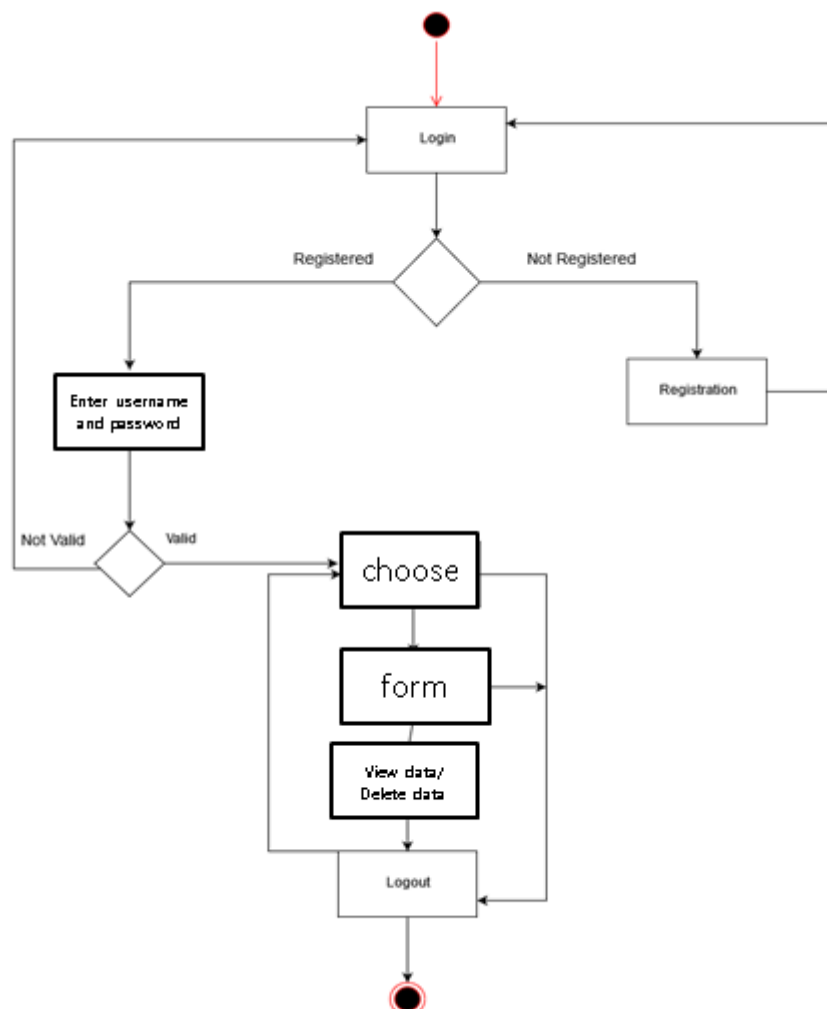 Login
Registered
Not Registered
Registration
Enter username
and password
Not Valid
Valid
choose
form
View data/
Delete data
Logout